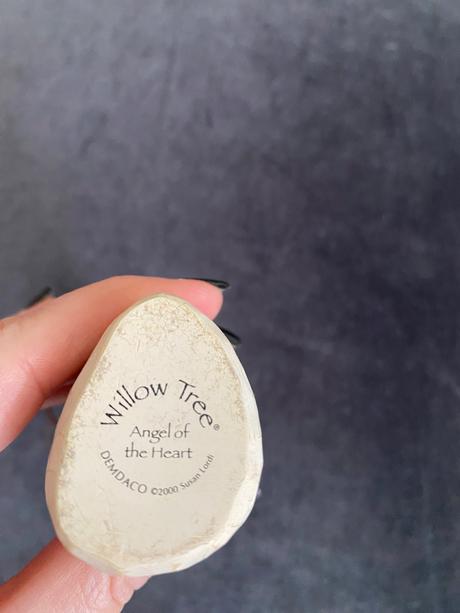 Willow Tree®
Angel of
the Heart
DEMDACO ©2000 Susan Lordi